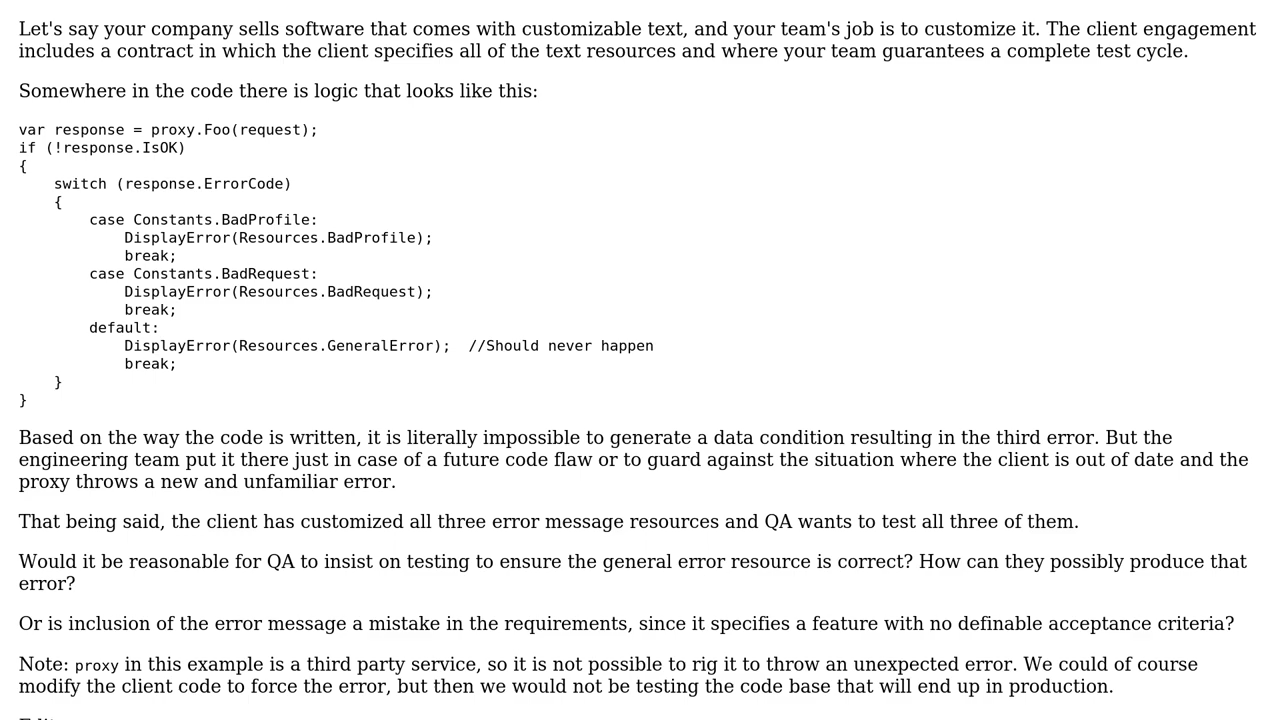 Let's say your company sells software that comes with customizable text, and your team's job is to customize it. The client engagement
includes a contract in which the client specifies all of the text resources and where your team guarantees a complete test cycle.
Somewhere in the code there is logic that looks like this:
var response = proxy.Foo(request);
if (!response.IsOK)
{
    switch (response.ErrorCode)
    {
        case Constants.BadProfile:
            DisplayError(Resources.BadProfile);
            break;
        case Constants.BadRequest:
            DisplayError(Resources.BadRequest);
            break;
        default:
            DisplayError(Resources.GeneralError);  //Should never happen
            break;
    }
}
Based on the way the code is written, it is literally impossible to generate a data condition resulting in the third error. But the
engineering team put it there just in case of a future code flaw or to guard against the situation where the client is out of date and the
proxy throws a new and unfamiliar error.
That being said, the client has customized all three error message resources and QA wants to test all three of them.
Would it be reasonable for QA to insist on testing to ensure the general error resource is correct? How can they possibly produce that
error?
Or is inclusion of the error message a mistake in the requirements, since it specifies a feature with no definable acceptance criteria?
Note: proxy in this example is a third party service, so it is not possible to rig it to throw an unexpected error. We could of course
modify the client code to force the error, but then we would not be testing the code base that will end up in production.